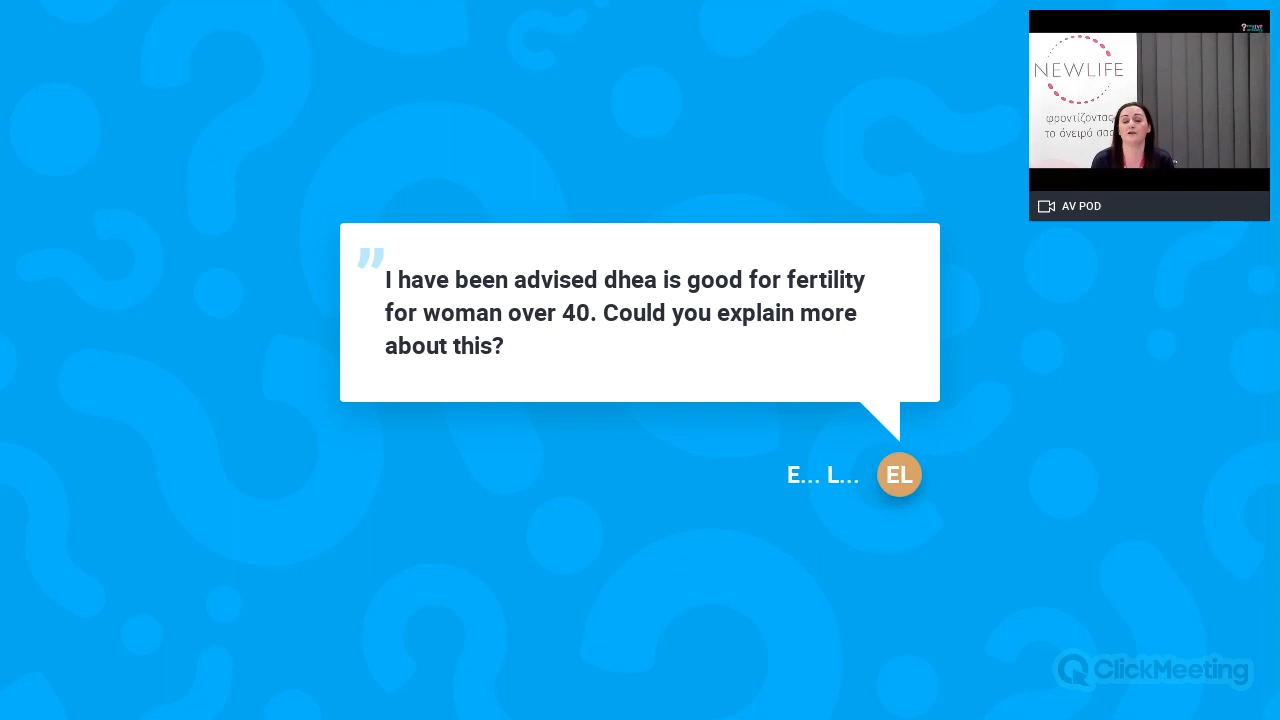 I have been advised dhea is good for fertility
for woman over 40. Could you explain more
about this?
E... L...
EL
NEWLIFE
φροντίζοντας
το όνειρό σας
AV POD
ClickMeeting